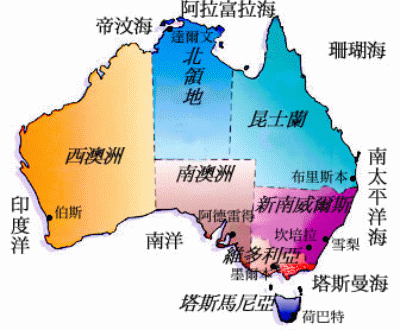 阿拉富拉海
帝汶海
達爾文
珊瑚海
北領地
昆士蘭
西澳洲
南澳洲
布里斯本
南太平洋海
新南威爾斯
印度洋
伯斯
阿德雷得
南洋
坎培拉
雪梨
維多利亞
墨爾本
塔斯曼海
塔斯馬尼亞
荷巴特